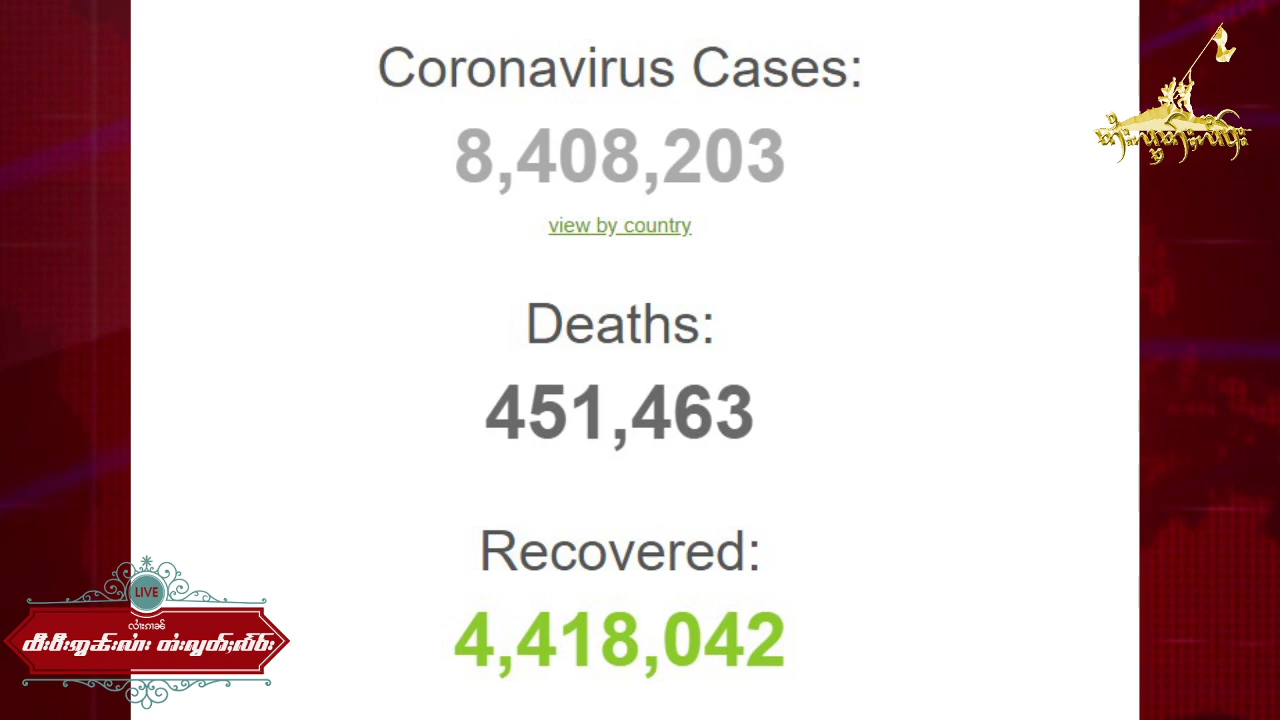 Coronavirus Cases:
8,408,203
view by country
Deaths:
451,463
Recovered:
4,418,042
LIVE